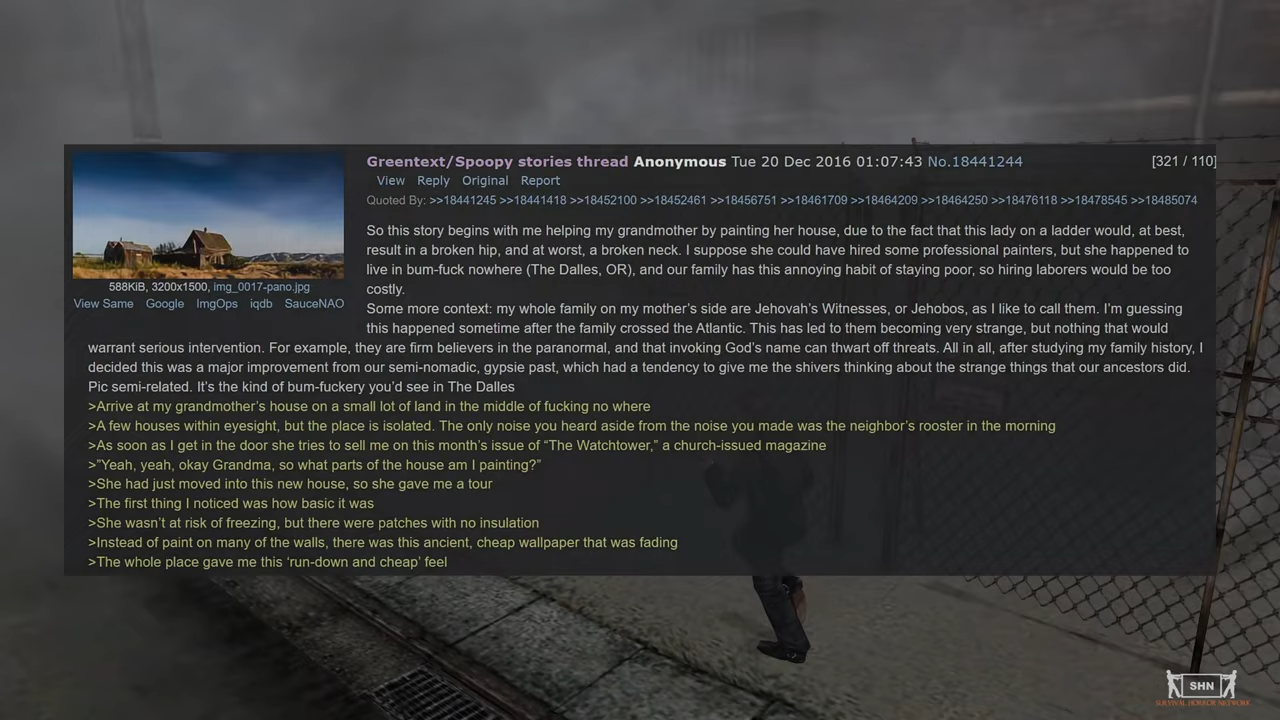 Greentext/Spoopy stories thread Anonymous Tue 20 Dec 2016 01:07:43 No.18441244 [321 / 110]
View Reply Original Report
Quoted By: >>18441245 >>18441418 >>18452100 >>18452461 >>18456751 >>18461709 >>18464209 >>18464250 >>18476118 >>18478545 >>18485074
588KiB, 3200x1500, img_0017-pano.jpg
View Same Google ImgOps iqdb SauceNAO
So this story begins with me helping my grandmother by painting her house, due to the fact that this lady on a ladder would, at best,
result in a broken hip, and at worst, a broken neck. I suppose she could have hired some professional painters, but she happened to
live in bum-fuck nowhere (The Dalles, OR), and our family has this annoying habit of staying poor, so hiring laborers would be too
costly.
Some more context: my whole family on my mother’s side are Jehovah’s Witnesses, or Jehobos, as I like to call them. I’m guessing
this happened sometime after the family crossed the Atlantic. This has led to them becoming very strange, but nothing that would
warrant serious intervention. For example, they are firm believers in the paranormal, and that invoking God’s name can thwart off threats. All in all, after studying my family history, I
decided this was a major improvement from our semi-nomadic, gypsie past, which had a tendency to give me the shivers thinking about the strange things that our ancestors did.
Pic semi-related. It’s the kind of bum-fuckery you’d see in The Dalles
>Arrive at my grandmother’s house on a small lot of land in the middle of fucking no where
>A few houses within eyesight, but the place is isolated. The only noise you heard aside from the noise you made was the neighbor’s rooster in the morning
>As soon as I get in the door she tries to sell me on this month’s issue of “The Watchtower,” a church-issued magazine
>”Yeah, yeah, okay Grandma, so what parts of the house am I painting?”
>She had just moved into this new house, so she gave me a tour
>The first thing I noticed was how basic it was
>She wasn’t at risk of freezing, but there were patches with no insulation
>Instead of paint on many of the walls, there was this ancient, cheap wallpaper that was fading
>The whole place gave me this ‘run-down and cheap’ feel
SHN
SURVIVAL HORROR NETWORK